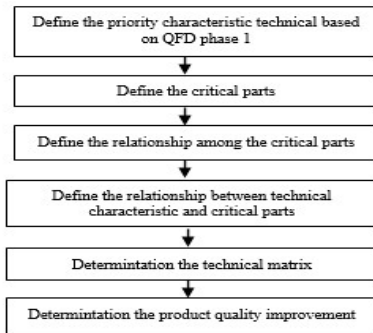 Define the priority characteristic technical based
on QFD phase 1
Define the critical parts
Define the relationship among the critical parts
Define the relationship between technical
characteristic and critical parts
Determintation the technical matrix
Determintation the product quality improvement